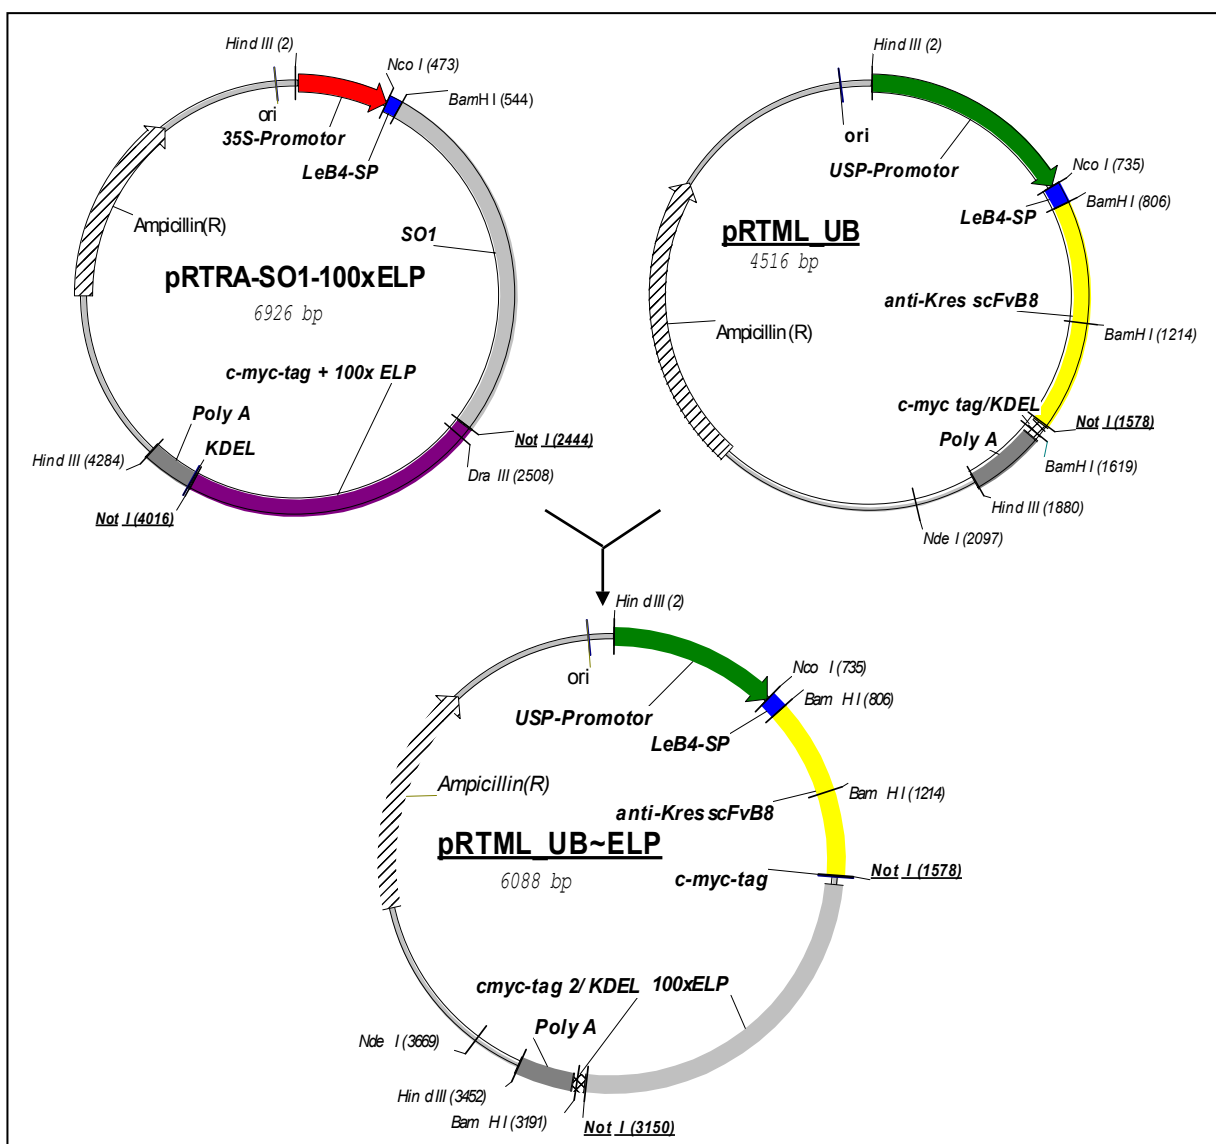 Hind III (2)
Nco I (473)
BamH I (544)
ori
35S-Promotor
LeB4-SP
Ampicillin(R)
SO1
pRTRA-SO1-100xELP
6926 bp
c-myc-tag + 100x ELP
Poly A
KDEL
Not I (2444)
Dra III (2508)
Hind III (4284)
Not I (4016)
Hind III (2)
ori
USP-Promotor
Nco I (735)
BamH I (806)
LeB4-SP
pRTML_UB
4516 bp
anti-Kres scFvB8
Ampicillin(R)
BamH I (1214)
c-myc tag/KDEL
Not I (1578)
Poly A
BamH I (1619)
Hind III (1880)
Nde I (2097)
Hin d III (2)
ori
Nco I (735)
Bam H I (806)
USP-Promotor
LeB4-SP
Ampicillin(R)
Bam H I (1214)
anti-Kres scFvB8
pRTML_UB~ELP
6088 bp
c-myc-tag
Not I (1578)
cmyc-tag 2/ KDEL 100xELP
Poly A
Nde I (3669)
Hin d III (3452)
Bam H I (3191)
Not I (3150)